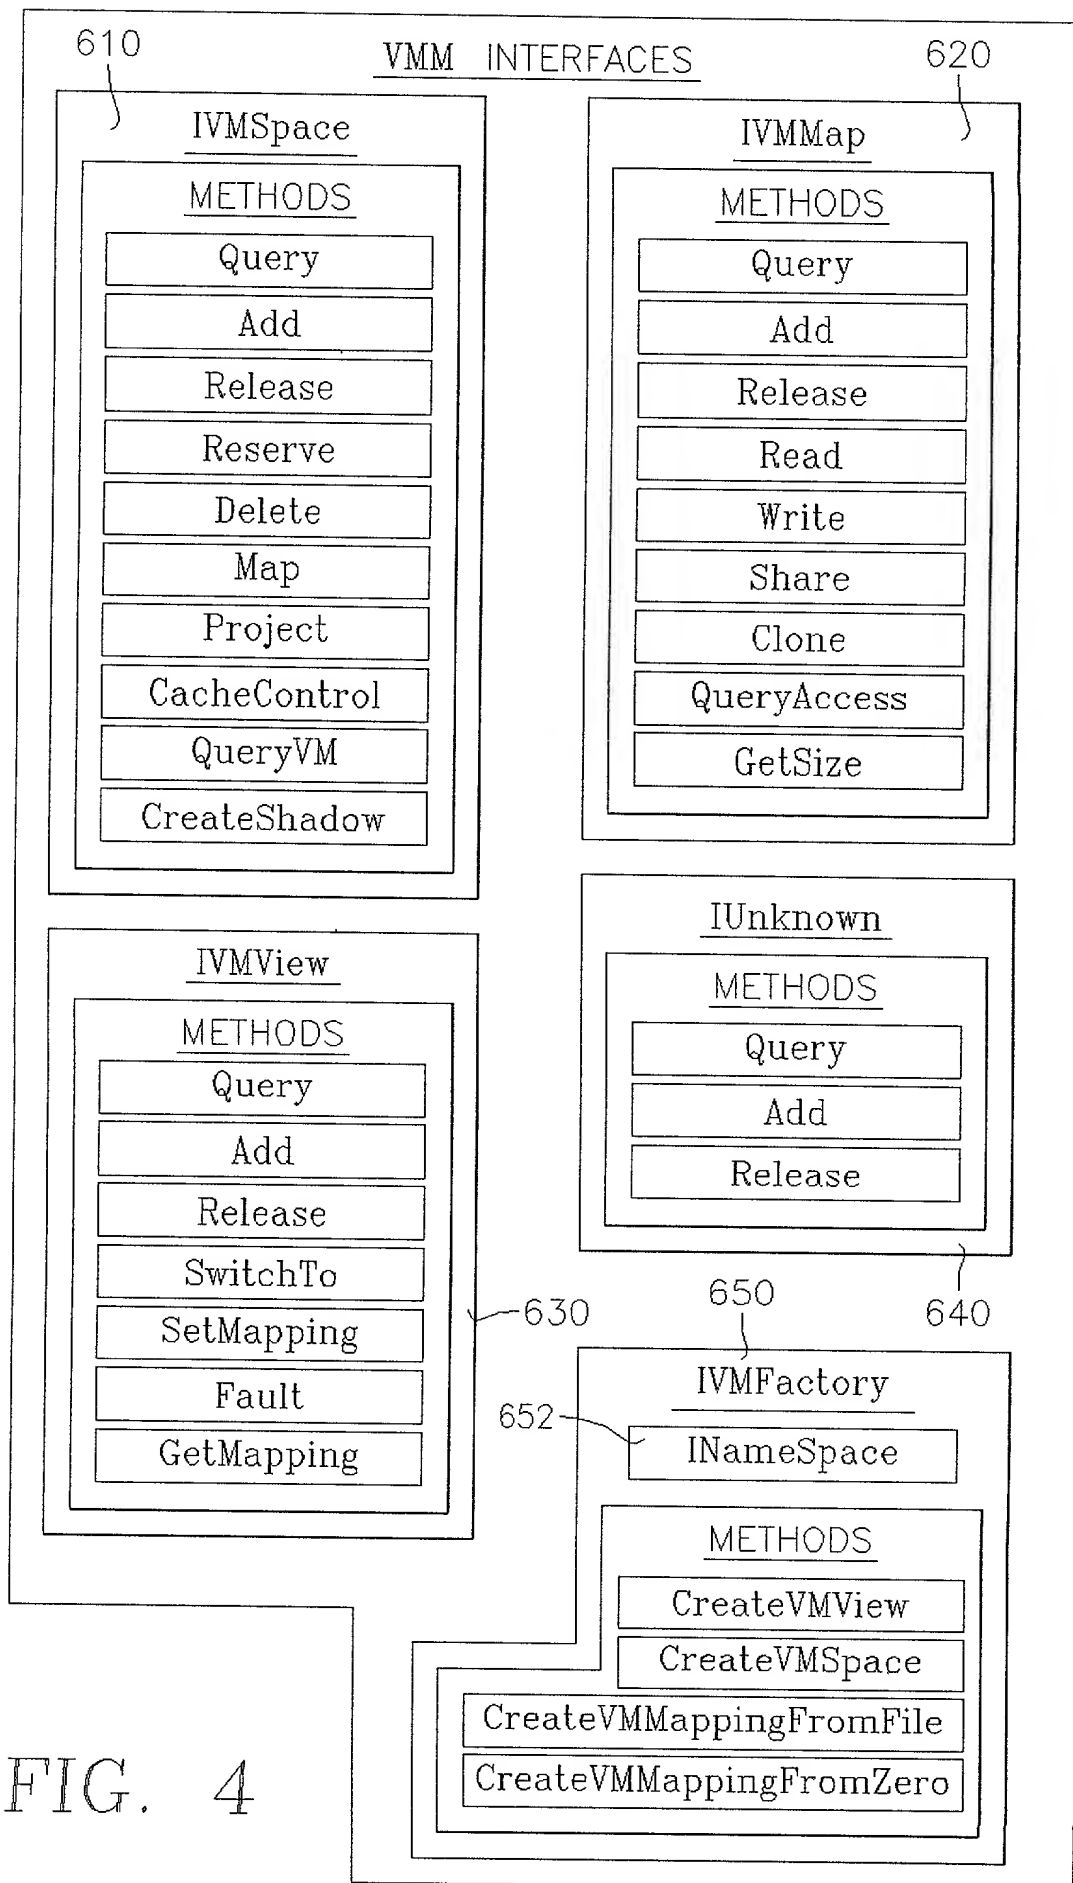 VMM INTERFACES
610
IVMSpace
METHODS
Query
Add
Release
Reserve
Delete
Map
Project
CacheControl
QueryVM
CreateShadow
620
IVMMap
METHODS
Query
Add
Release
Read
Write
Share
Clone
QueryAccess
GetSize
IVMView
METHODS
Query
Add
Release
SwitchTo
SetMapping
Fault
GetMapping
630
IUnknown
METHODS
Query
Add
Release
640
650
IVMFactory
652
INameSpace
METHODS
CreateVMView
CreateVMSpace
CreateVMMappingFromFile
CreateVMMappingFromZero
FIG. 4